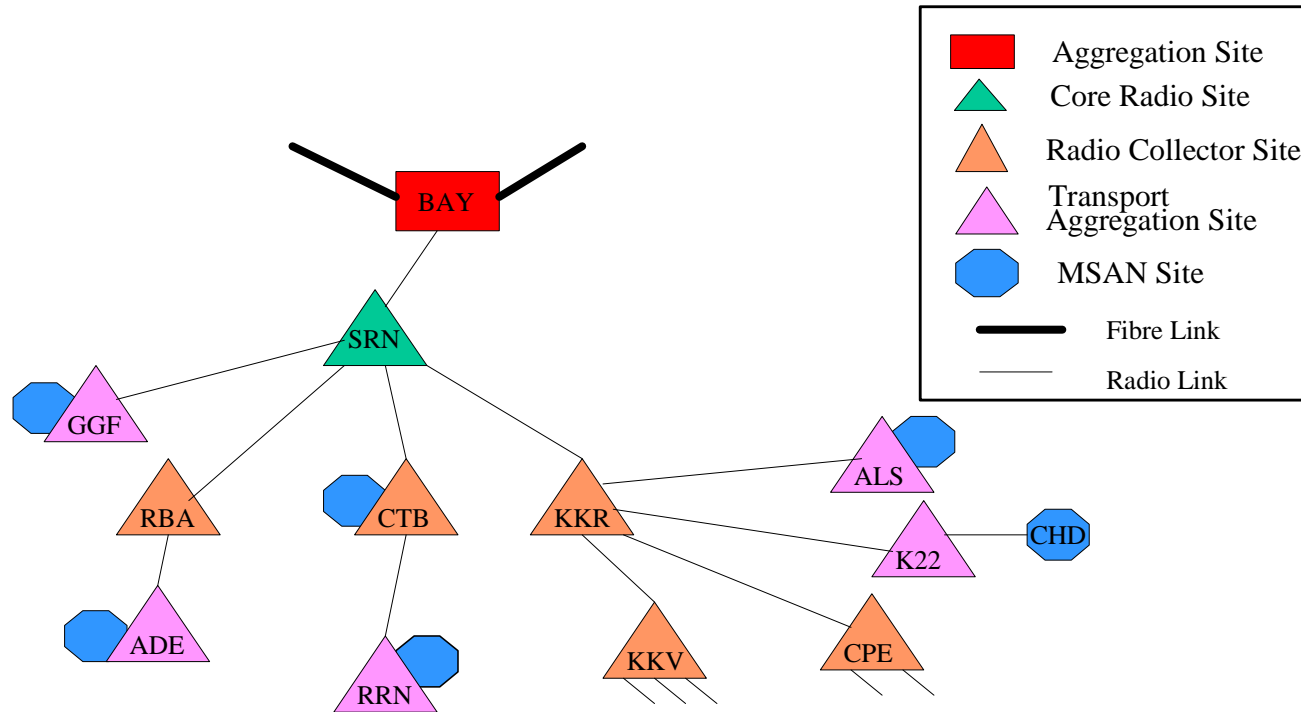 Aggregation Site
Core Radio Site
Radio Collector Site
Transport
Aggregation Site
MSAN Site
Fibre Link
Radio Link
BAY
SRN
GGF
RBA
CTB
KKR
ALS
K22
CHD
ADE
RRN
KKV
CPE